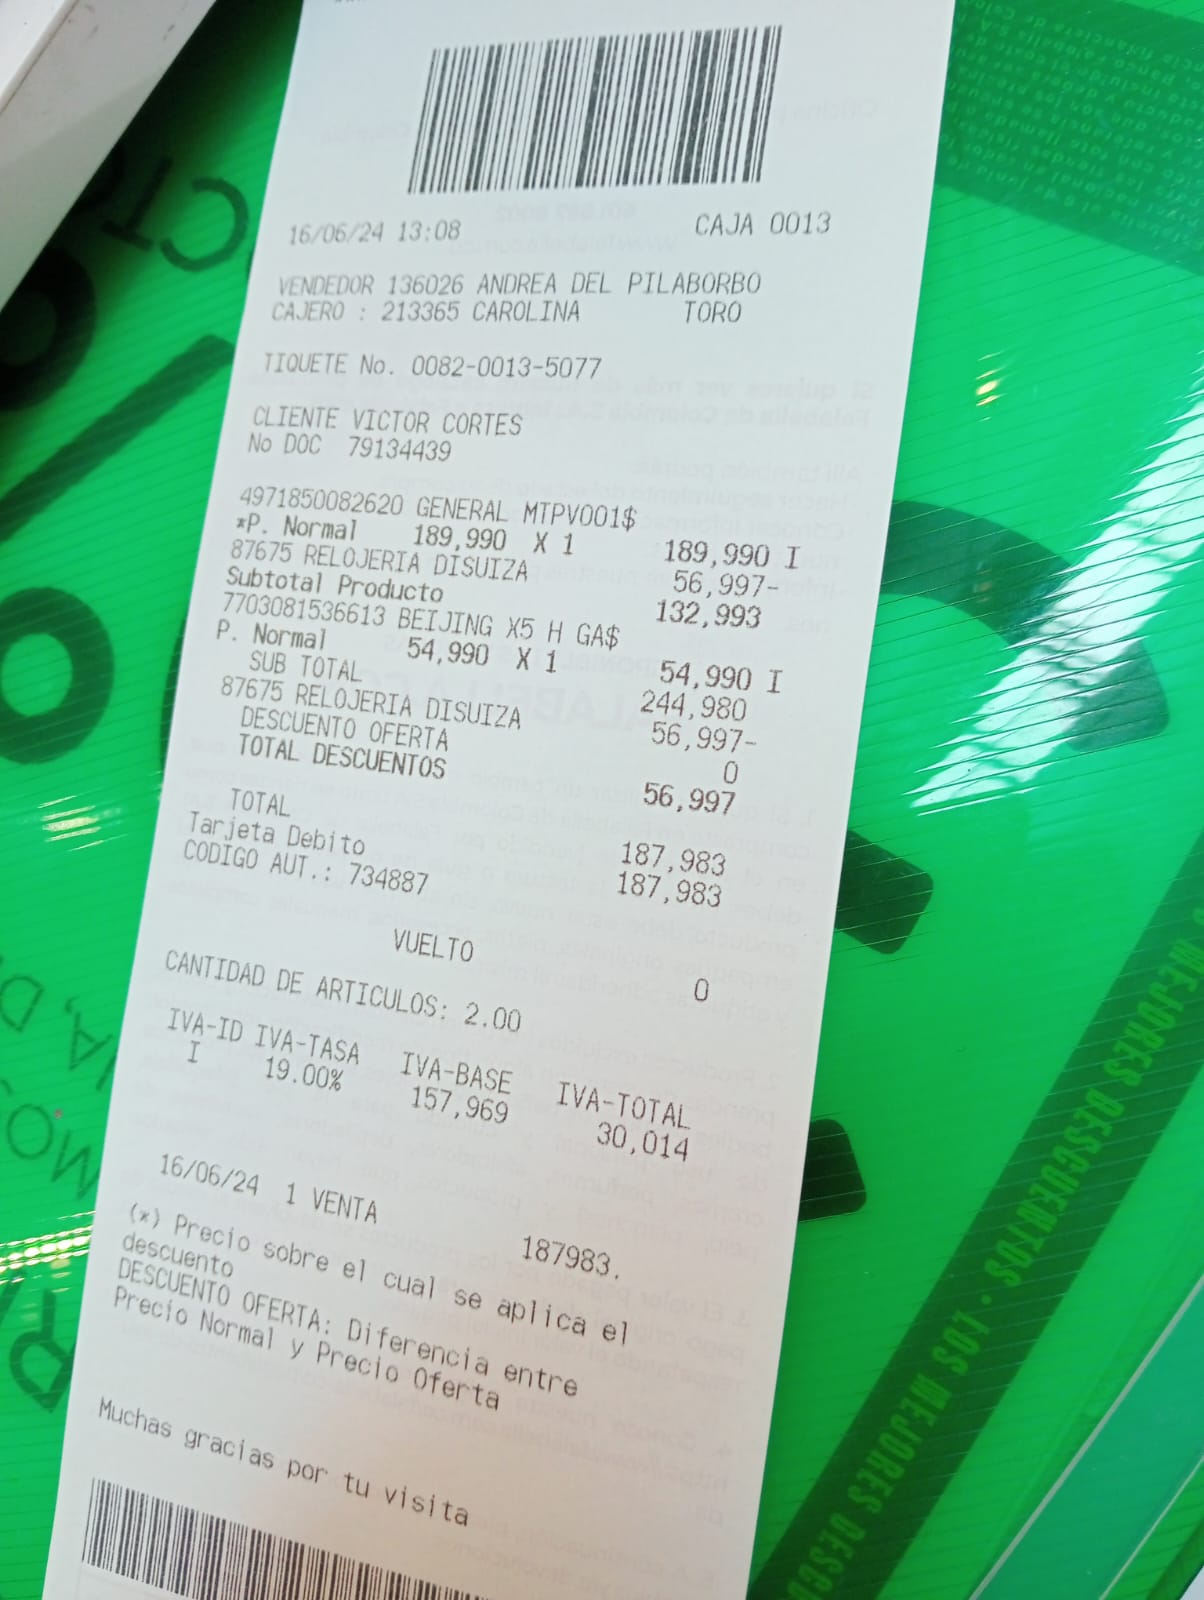 16/06/24 13:08 CAJA 0013
VENDEDOR 136026 ANDREA DEL PILABORBO
CAJERO : 213365 CAROLINA TORO
TIQUETE No. 0082-0013-5077
CLIENTE VICTOR CORTES
No DOC 79134439
4971850082620 GENERAL MTPV001$
*P. Normal 189,990 X 1 189,990 I
87675 RELOJERIA DISUIZA 56,997-
Subtotal Producto 132,993
7703081536613 BEIJING X5 H GA$
P. Normal 54,990 X 1 54,990 I
SUB TOTAL 244,980
87675 RELOJERIA DISUIZA 56,997-
DESCUENTO OFERTA 0
TOTAL DESCUENTOS 56,997
TOTAL 187,983
Tarjeta Debito 187,983
CODIGO AUT.: 734887
VUELTO 0
CANTIDAD DE ARTICULOS: 2.00
IVA-ID IVA-TASA IVA-BASE IVA-TOTAL
I 19.00% 157,969 30,014
16/06/24 1 VENTA 187983.
(*) Precio sobre el cual se aplica el
descuento
DESCUENTO OFERTA: Diferencia entre
Precio Normal y Precio Oferta
Muchas gracias por tu visita
MEJORES DESCUENTOS • LOS MEJORES DESCU